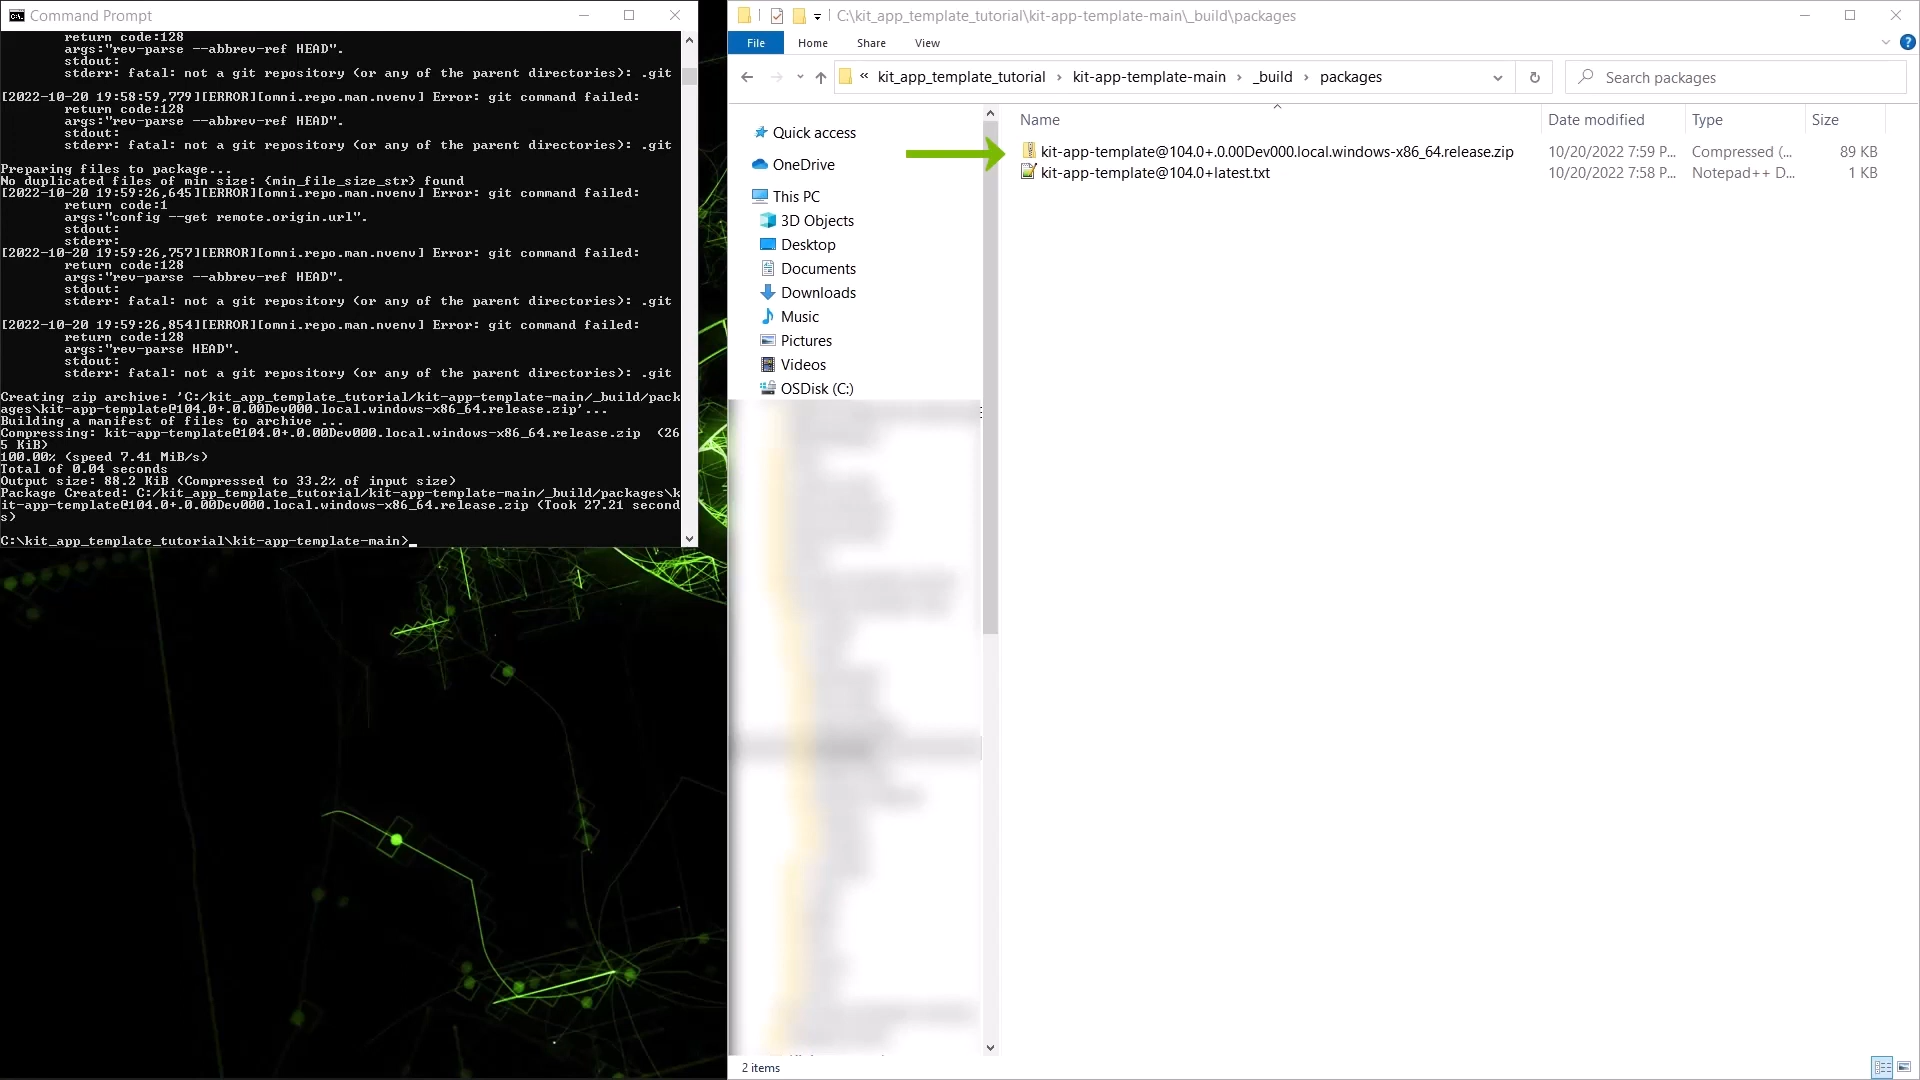 Command Prompt
return code:128
args:"rev-parse --abbrev-ref HEAD".
stdout:
stderr: fatal: not a git repository (or any of the parent directories): .git
[2022-10-20 19:58:59,779][ERROR][omni.repo.man.nvenv] Error: git command failed:
return code:128
args:"rev-parse --abbrev-ref HEAD".
stdout:
stderr: fatal: not a git repository (or any of the parent directories): .git
Preparing files to package...
No duplicated files of min size: {min_file_size_str} found
[2022-10-20 19:59:26,645][ERROR][omni.repo.man.nvenv] Error: git command failed:
return code:1
args:"config --get remote.origin.url".
stdout:
stderr:
[2022-10-20 19:59:26,757][ERROR][omni.repo.man.nvenv] Error: git command failed:
return code:128
args:"rev-parse --abbrev-ref HEAD".
stdout:
stderr: fatal: not a git repository (or any of the parent directories): .git
[2022-10-20 19:59:26,854][ERROR][omni.repo.man.nvenv] Error: git command failed:
return code:128
args:"rev-parse HEAD".
stdout:
stderr: fatal: not a git repository (or any of the parent directories): .git
Creating zip archive: 'C:/kit_app_template_tutorial/kit-app-template-main/_build/pack
ages\kit-app-template@104.0+.0.00Dev000.local.windows-x86_64.release.zip'...
Building a manifest of files to archive ...
Compressing: kit-app-template@104.0+.0.00Dev000.local.windows-x86_64.release.zip (26
5 KiB)
100.00% (speed 7.41 MiB/s)
Total of 0.04 seconds
Output size: 88.2 KiB (Compressed to 33.2% of input size)
Package Created: C:/kit_app_template_tutorial/kit-app-template-main/_build/packages\k
it-app-template@104.0+.0.00Dev000.local.windows-x86_64.release.zip (Took 27.21 second
s)
C:\kit_app_template_tutorial\kit-app-template-main>
C:\kit_app_template_tutorial\kit-app-template-main\_build\packages
File Home Share View
« kit_app_template_tutorial › kit-app-template-main › _build › packages
Search packages
Quick access
OneDrive
This PC
3D Objects
Desktop
Documents
Downloads
Music
Pictures
Videos
OSDisk (C:)
Name Date modified Type Size
kit-app-template@104.0+.0.00Dev000.local.windows-x86_64.release.zip 10/20/2022 7:59 P... Compressed (... 89 KB
kit-app-template@104.0+latest.txt 10/20/2022 7:58 P... Notepad++ D... 1 KB
2 items